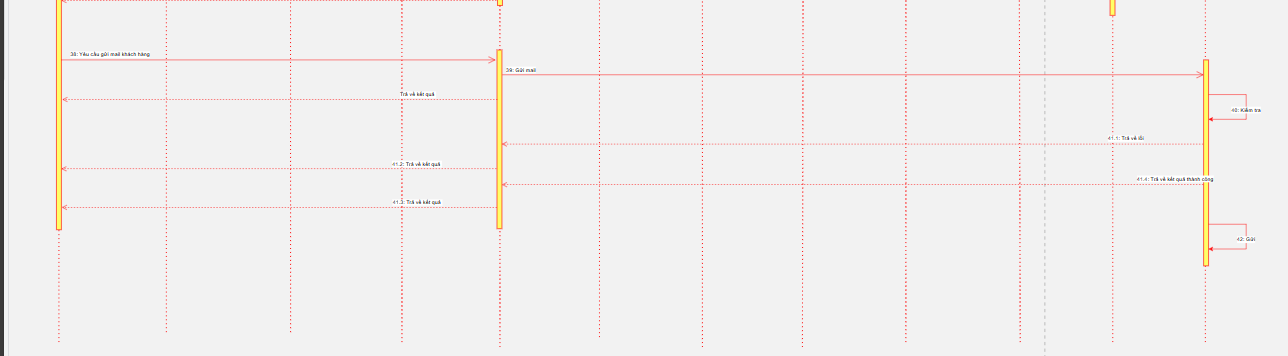 38: Yêu cầu gửi mail khách hàng
39: Gửi mail
Trả về kết quả
40: Kiểm tra
41.1: Trả về lỗi
41.2: Trả về kết quả
41.4: Trả về kết quả thành công
41.3: Trả về kết quả
42: Gửi